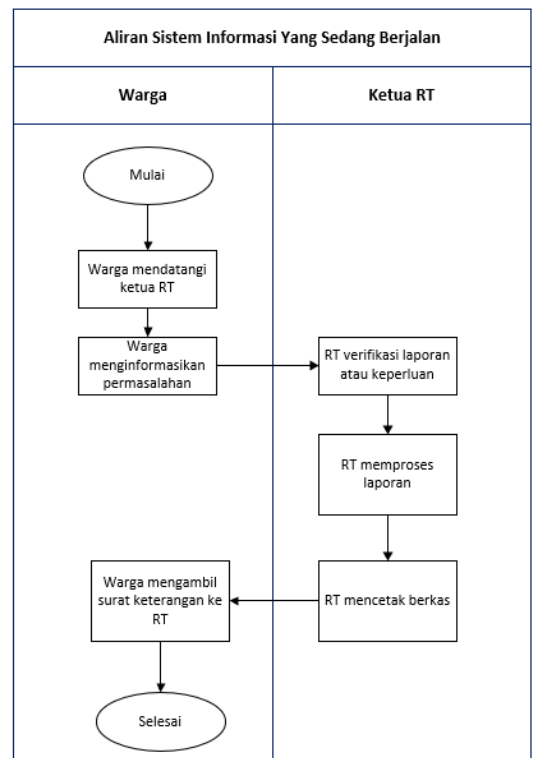 Aliran Sistem Informasi Yang Sedang Berjalan
Warga
Ketua RT
Mulai
Warga mendatangi
ketua RT
Warga
menginformasikan
permasalahan
RT verifikasi laporan
atau keperluan
RT memproses
laporan
RT mencetak berkas
Warga mengambil
surat keterangan ke
RT
Selesai